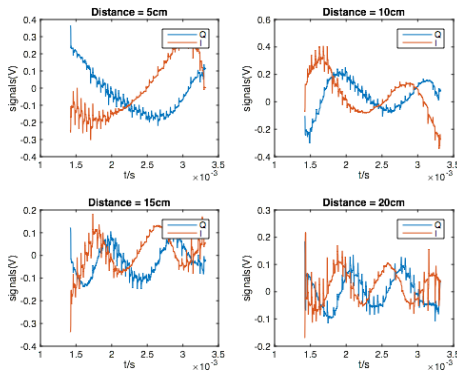 Distance = 5cm
0.4
0.3
0.2
0.1
0
-0.1
-0.2
-0.3
-0.4
signals(V)
1 1.5 2 2.5 3 3.5
t/s
×10⁻³
Q
I
Distance = 10cm
0.6
0.4
0.2
0
-0.2
-0.4
signals(V)
1 1.5 2 2.5 3 3.5
t/s
×10⁻³
Q
I
Distance = 15cm
0.2
0.1
0
-0.1
-0.2
-0.3
-0.4
signals(V)
1 1.5 2 2.5 3 3.5
t/s
×10⁻³
Q
I
Distance = 20cm
0.3
0.2
0.1
0
-0.1
-0.2
signals(V)
1 1.5 2 2.5 3 3.5
t/s
×10⁻³
Q
I